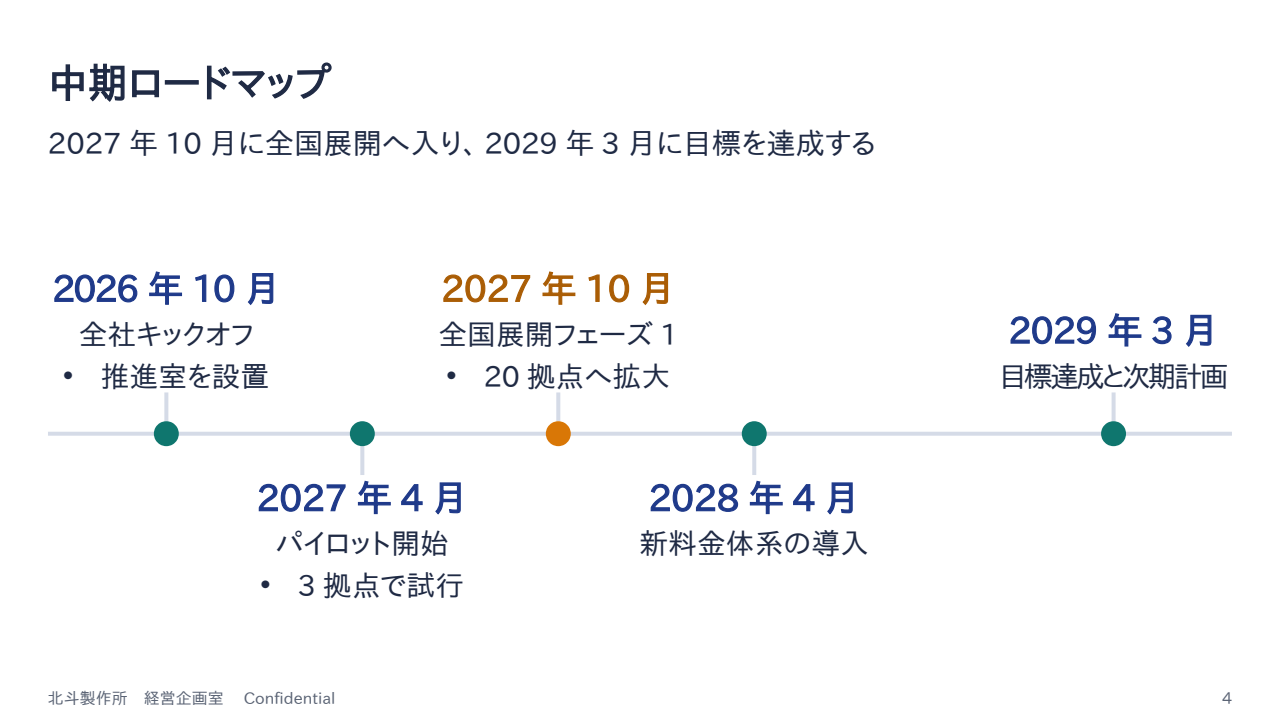 中期ロードマップ
2027 年 10 月に全国展開へ入り、2029 年 3 月に目標を達成する
2026 年 10 月
全社キックオフ
• 推進室を設置
2027 年 4 月
パイロット開始
• 3 拠点で試行
2027 年 10 月
全国展開フェーズ 1
• 20 拠点へ拡大
2028 年 4 月
新料金体系の導入
2029 年 3 月
目標達成と次期計画
北斗製作所 経営企画室 Confidential
4